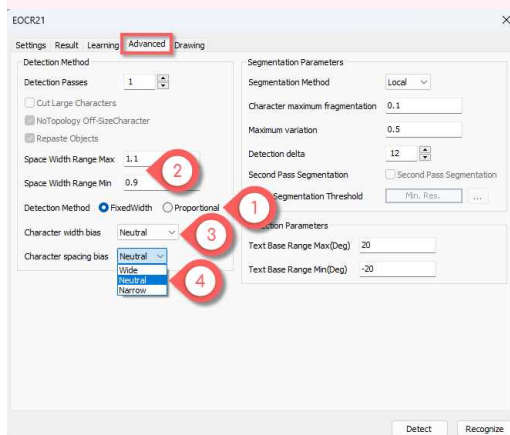 EOCR21
Settings Result Learning Advanced Drawing
Detection Method
Detection Passes 1
Cut Large Characters
NoTopology Off-SizeCharacter
Repaste Objects
Space Width Range Max 1.1
2
Space Width Range Min 0.9
Detection Method FixedWidth Proportional
1
Character width bias Neutral
3
Character spacing bias Neutral
Wide
Neutral
Narrow
4
Segmentation Parameters
Segmentation Method Local
Character maximum fragmentation 0.1
Maximum variation 0.5
Detection delta 12
Second Pass Segmentation Second Pass Segmentation
Segmentation Threshold Min. Res. ...
Parameters
Text Base Range Max(Deg) 20
Text Base Range Min(Deg) -20
Detect Recognize